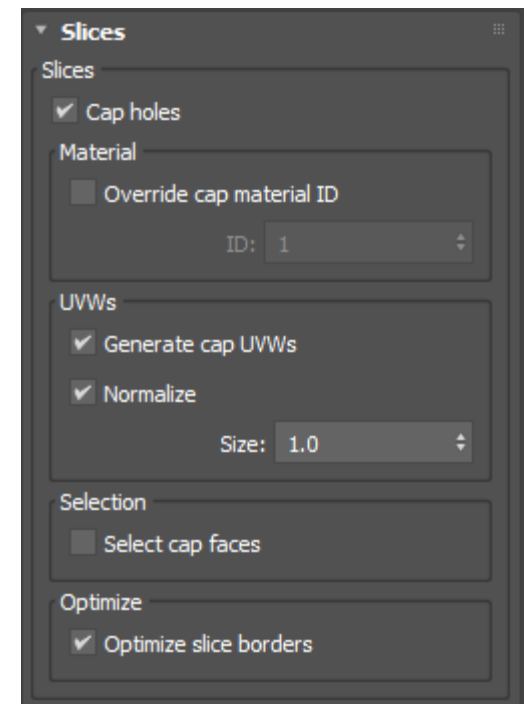 Slices
Slices
Cap holes
Material
Override cap material ID
ID: 1
UVWs
Generate cap UVWs
Normalize
Size: 1.0
Selection
Select cap faces
Optimize
Optimize slice borders